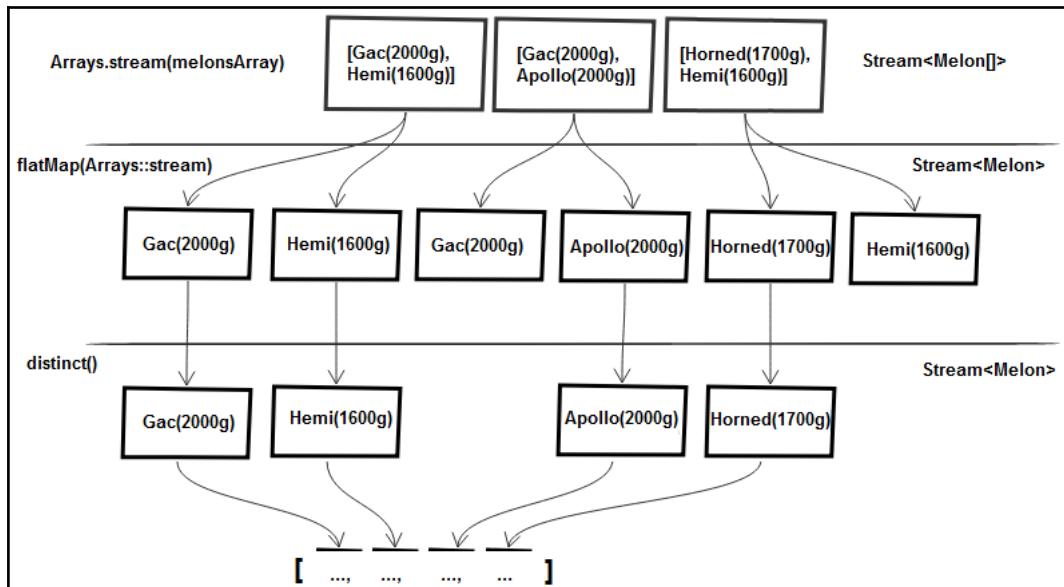 Arrays.stream(melonsArray)
[Gac(2000g),
Hemi(1600g)]
[Gac(2000g),
Apollo(2000g)]
[Horned(1700g),
Hemi(1600g)]
Stream<Melon[]>
flatMap(Arrays::stream)
Stream<Melon>
Gac(2000g)
Hemi(1600g)
Gac(2000g)
Apollo(2000g)
Horned(1700g)
Hemi(1600g)
distinct()
Stream<Melon>
Gac(2000g)
Hemi(1600g)
Apollo(2000g)
Horned(1700g)
[ ..., ..., ..., ... ]